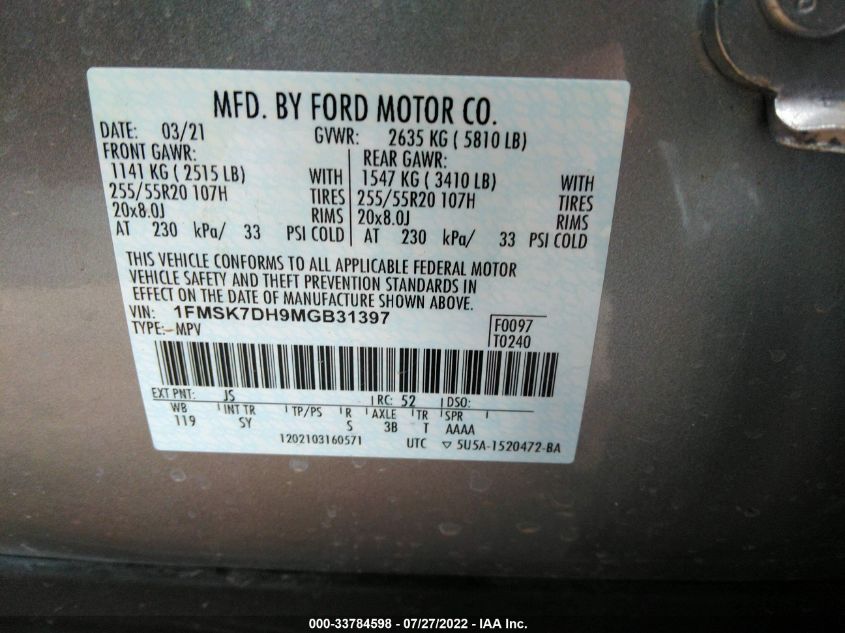 MFD. BY FORD MOTOR CO.
DATE: 03/21 GVWR: 2635 KG ( 5810 LB)
FRONT GAWR: REAR GAWR:
1141 KG ( 2515 LB) WITH 1547 KG ( 3410 LB) WITH
255/55R20 107H TIRES 255/55R20 107H TIRES
20x8.0J RIMS 20x8.0J RIMS
AT 230 kPa/ 33 PSI COLD AT 230 kPa/ 33 PSI COLD
THIS VEHICLE CONFORMS TO ALL APPLICABLE FEDERAL MOTOR
VEHICLE SAFETY AND THEFT PREVENTION STANDARDS IN
EFFECT ON THE DATE OF MANUFACTURE SHOWN ABOVE.
VIN: 1FMSK7DH9MGB31397 F0097
TYPE:-MPV T0240
EXT PNT: JS RC: 52 DSO:
WB INT TR TP/PS R AXLE TR SPR
119 SY S 3B T AAAA
1202103160571 UTC ▽ 5U5A-1520472-BA
000-33784598 - 07/27/2022 - IAA Inc.